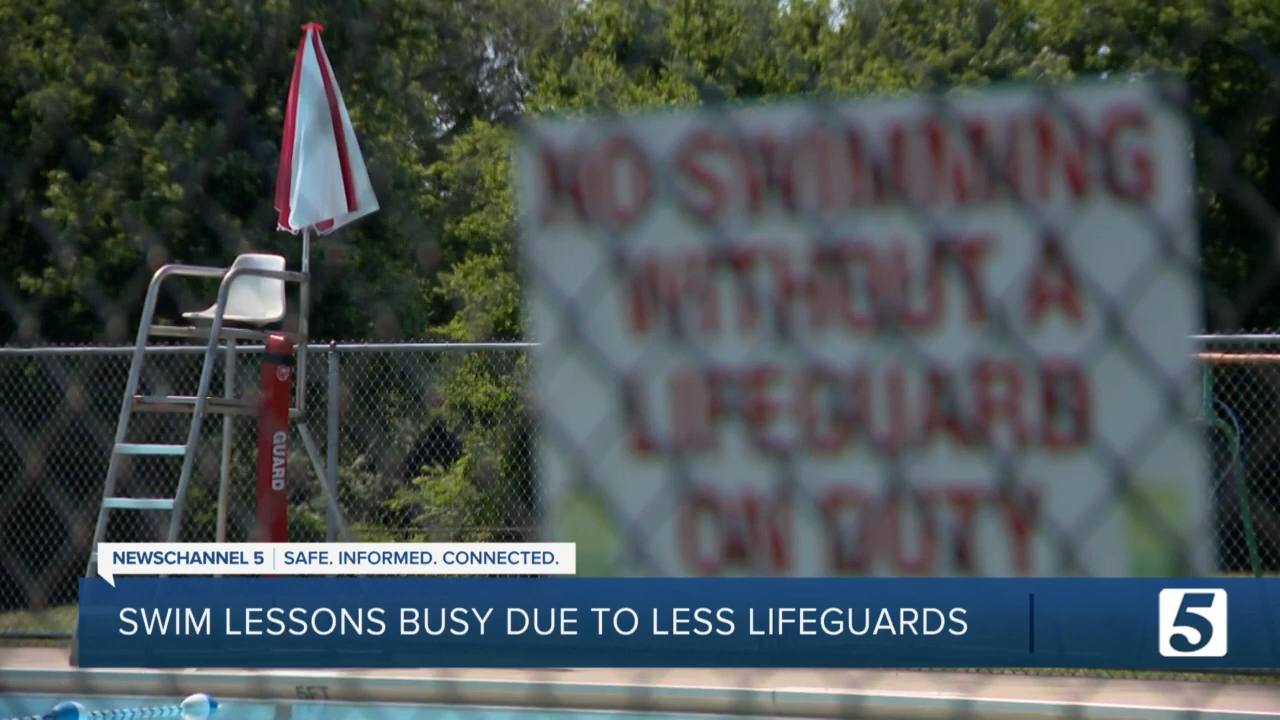 NO SWIMMING
WITHOUT A
LIFEGUARD
ON DUTY
GUARD
NEWSCHANNEL 5 SAFE. INFORMED. CONNECTED.
SWIM LESSONS BUSY DUE TO LESS LIFEGUARDS
5
5FT